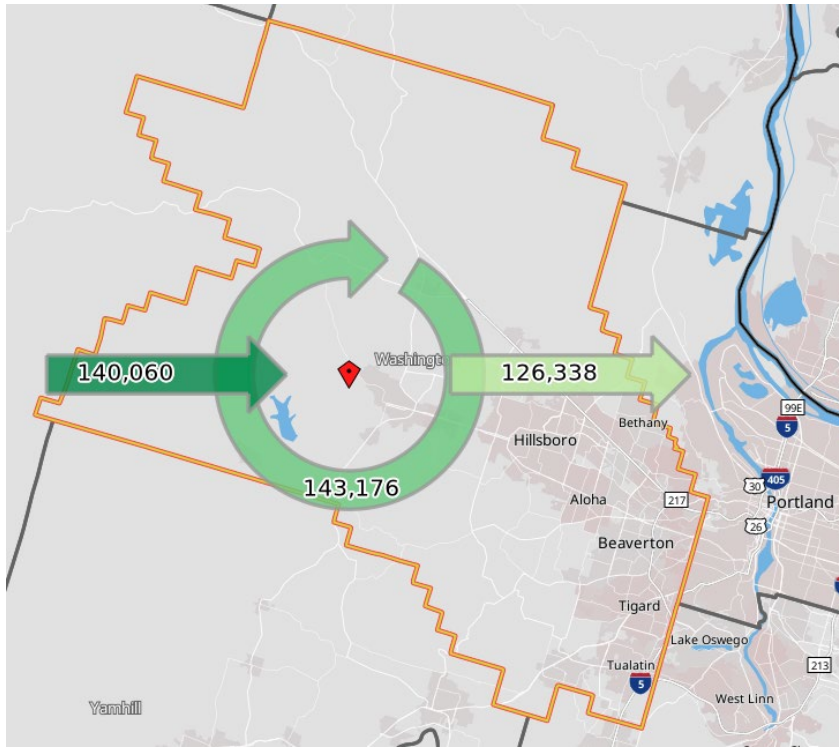 140,060
Washington
126,338
99E
5
Bethany
Hillsboro
143,176
405
30
217
Portland
Aloha
26
Beaverton
Tigard
Lake Oswego
213
Tualatin
5
West Linn
Yamhill